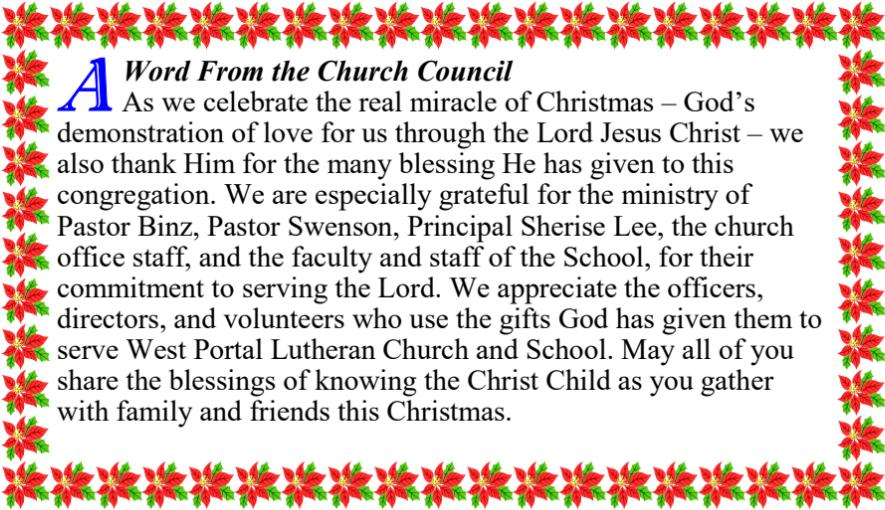 A Word From the Church Council
As we celebrate the real miracle of Christmas – God’s
demonstration of love for us through the Lord Jesus Christ – we
also thank Him for the many blessing He has given to this
congregation. We are especially grateful for the ministry of
Pastor Binz, Pastor Swenson, Principal Sherise Lee, the church
office staff, and the faculty and staff of the School, for their
commitment to serving the Lord. We appreciate the officers,
directors, and volunteers who use the gifts God has given them to
serve West Portal Lutheran Church and School. May all of you
share the blessings of knowing the Christ Child as you gather
with family and friends this Christmas.